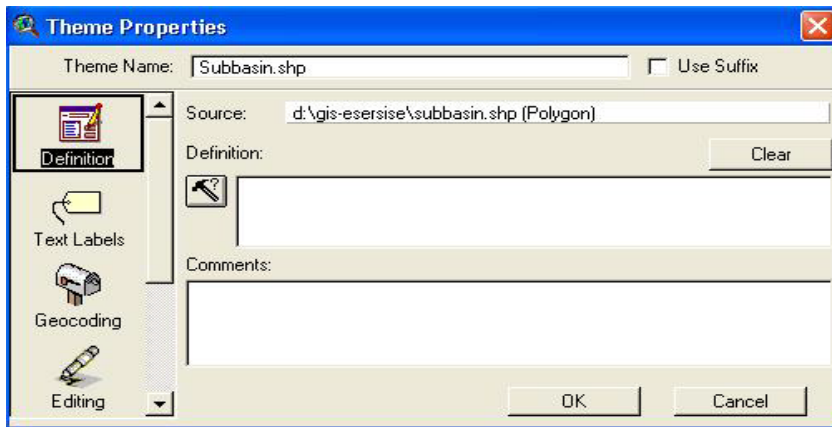 Theme Properties
Theme Name: Subbasin.shp Use Suffix
Definition
Text Labels
Geocoding
Editing
Source: d:\gis-esersise\subbasin.shp (Polygon)
Definition: Clear
Comments:
OK Cancel